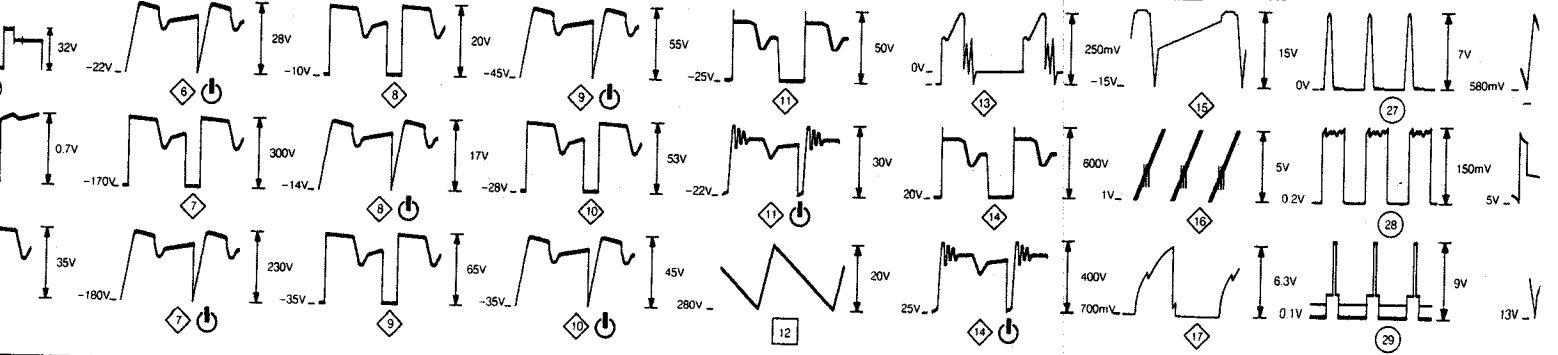 32V
-22V
28V
6
-10V
20V
8
-45V
55V
9
-25V
50V
11
0V
250mV
13
-15V
15V
15
0V
7V
27
580mV
0.7V
-170V
300V
7
-14V
17V
8
-28V
53V
10
-22V
30V
11
20V
600V
14
1V
5V
16
0.2V
150mV
28
5V
35V
-180V
230V
7
-35V
65V
9
-35V
45V
10
280V
20V
12
25V
400V
14
700mV
6.3V
17
0.1V
9V
29
13V